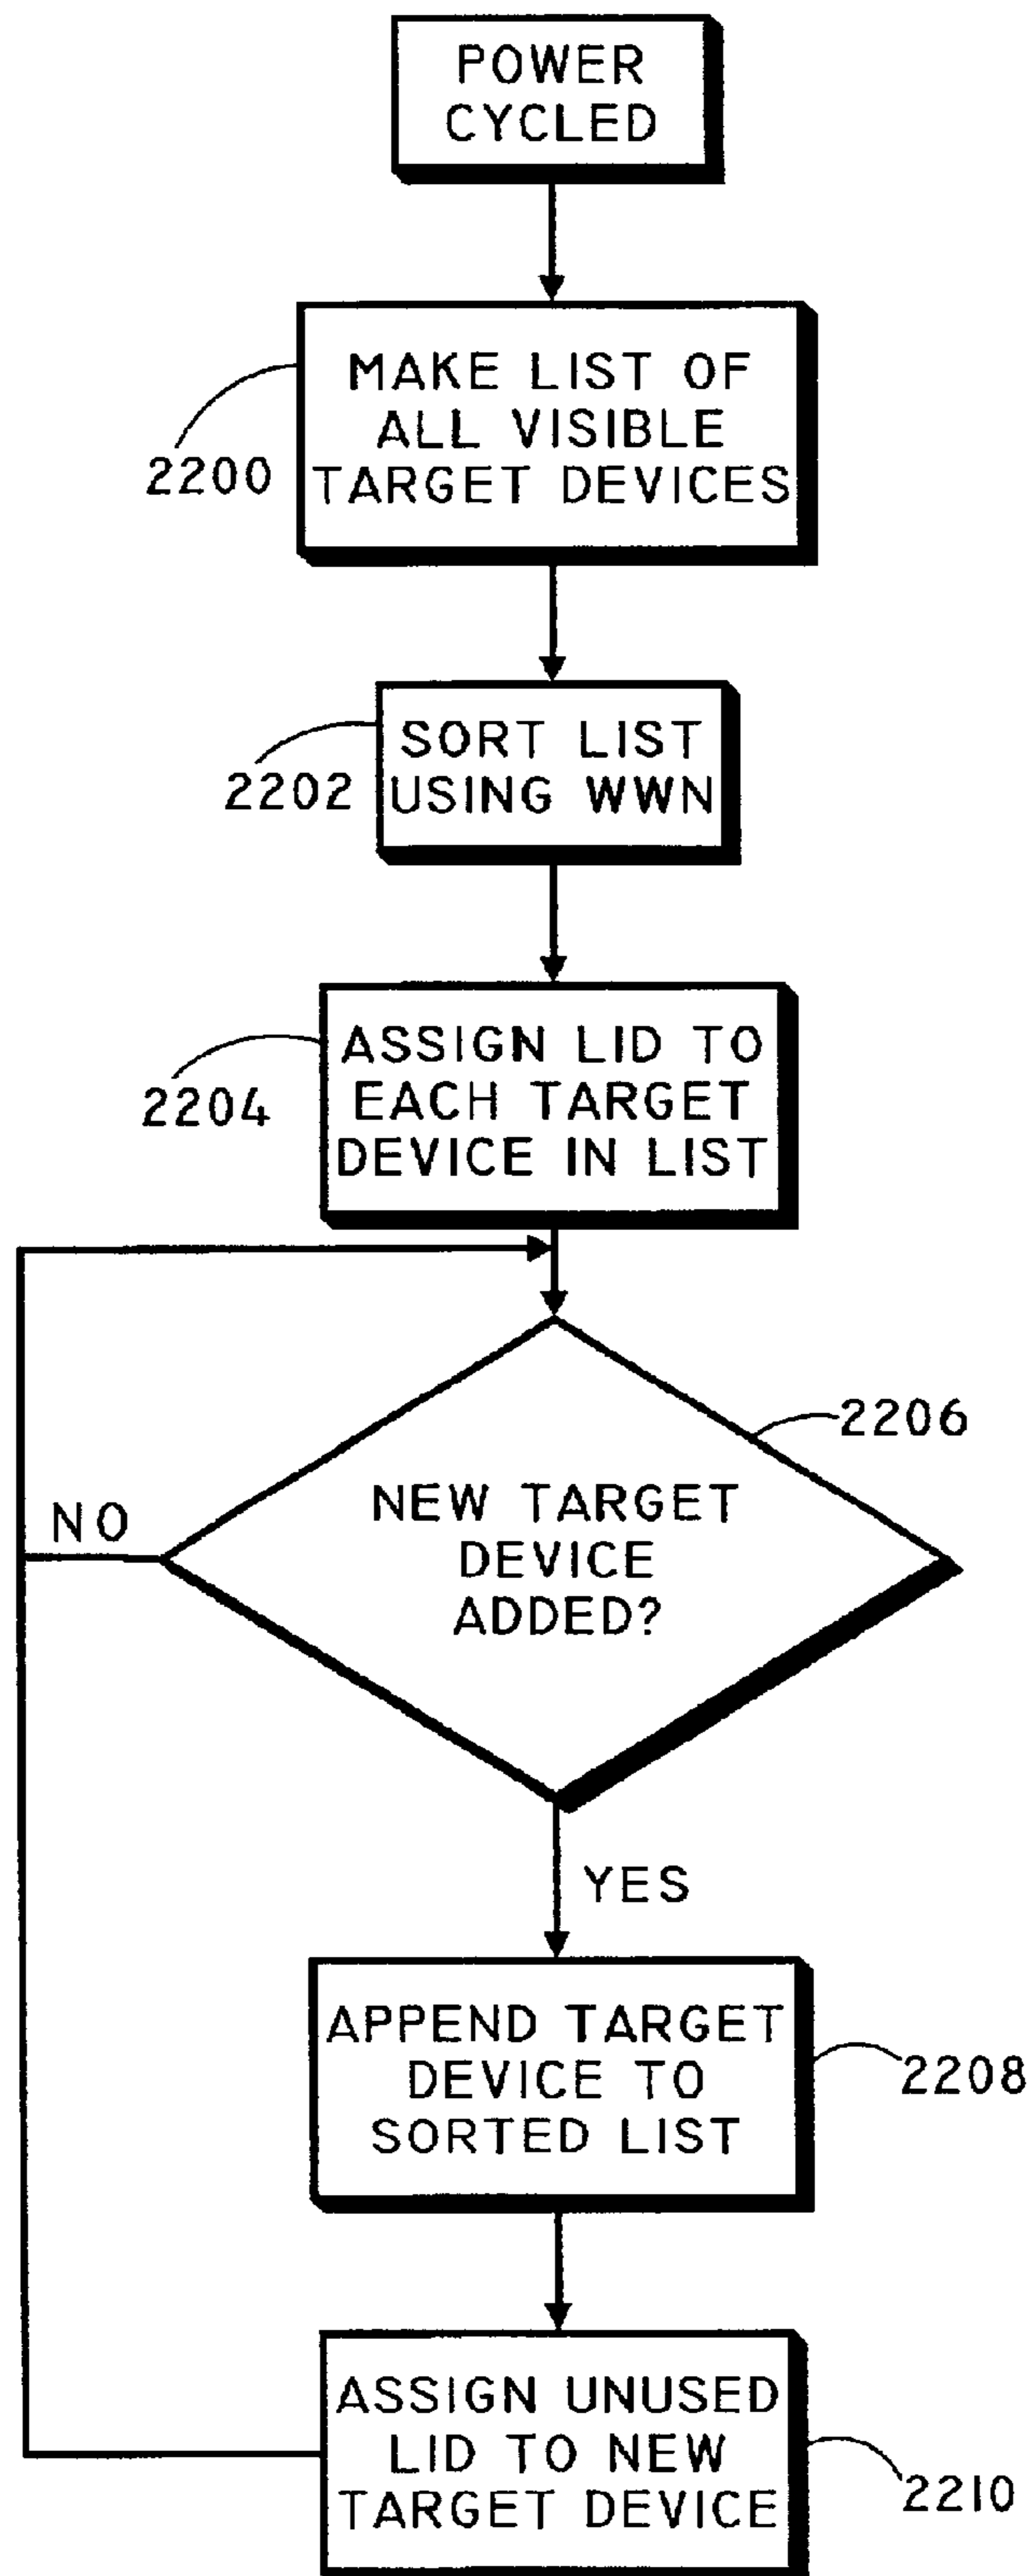 POWER
CYCLED
MAKE LIST OF
ALL VISIBLE
TARGET DEVICES
2200
SORT LIST
USING WWN
2202
ASSIGN LID TO
EACH TARGET
DEVICE IN LIST
2204
2206
NEW TARGET
DEVICE
ADDED?
NO
YES
APPEND TARGET
DEVICE TO
SORTED LIST
2208
ASSIGN UNUSED
LID TO NEW
TARGET DEVICE
2210